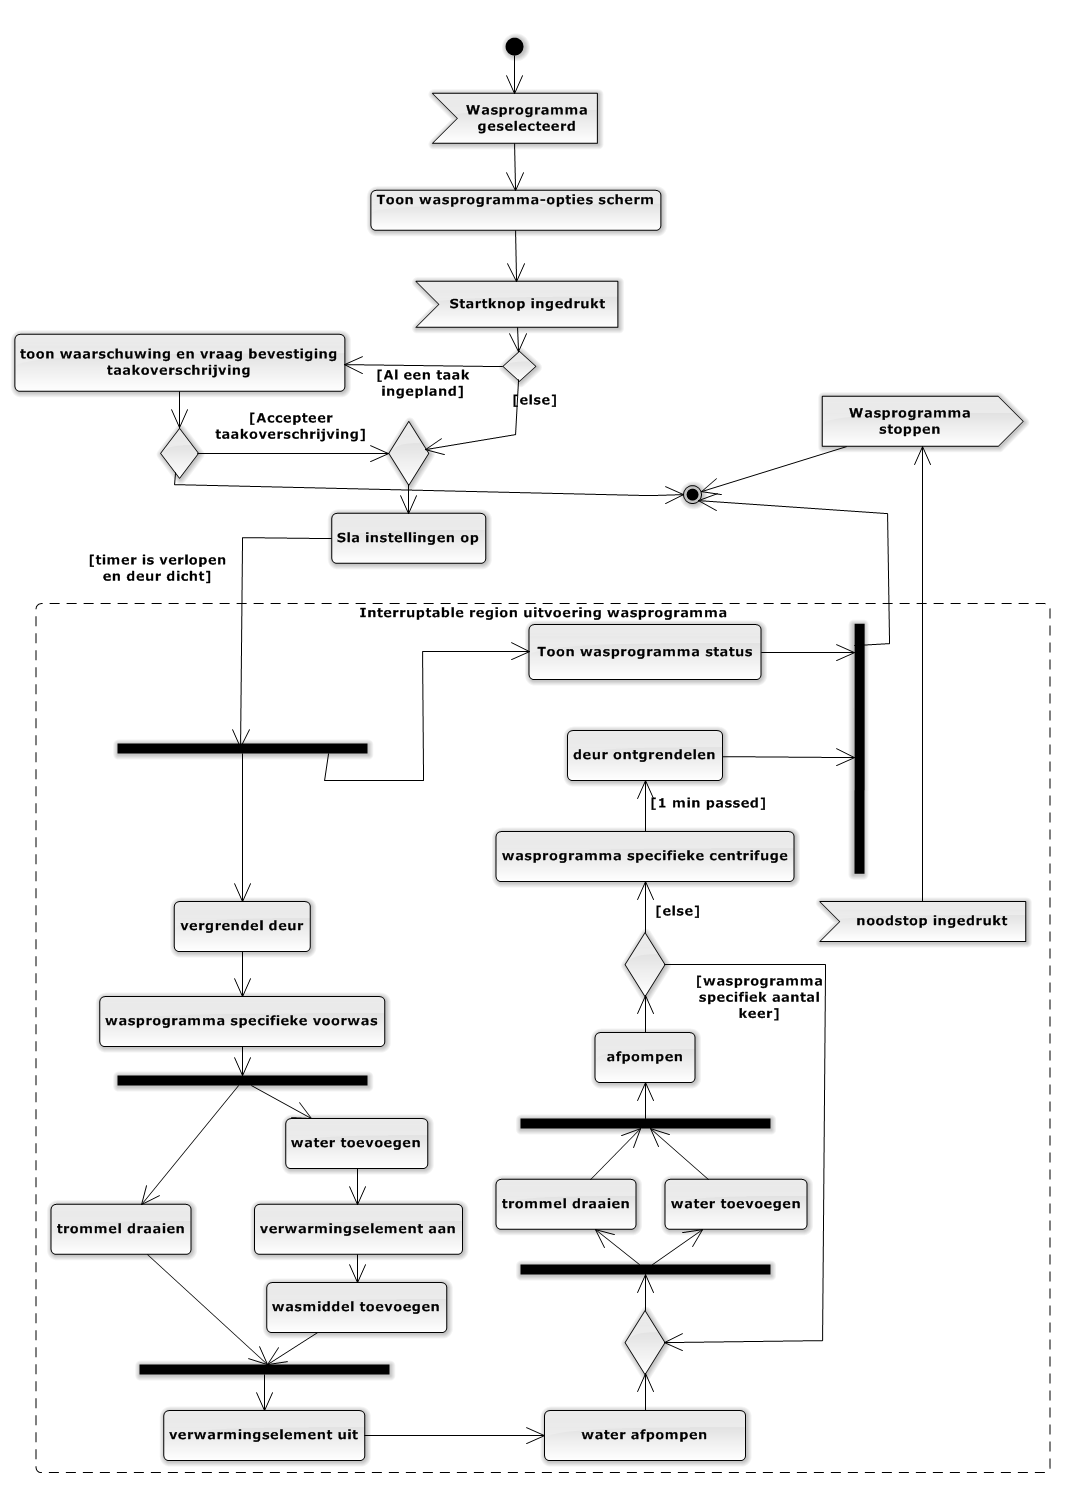 Wasprogramma
geselecteerd
Toon wasprogramma-opties scherm
Startknop ingedrukt
toon waarschuwing en vraag bevestiging
taakoverschrijving
[Al een taak
ingepland]
[else]
[Accepteer
taakoverschrijving]
Wasprogramma
stoppen
Sla instellingen op
[timer is verlopen
en deur dicht]
Interruptable region uitvoering wasprogramma
Toon wasprogramma status
deur ontgrendelen
[1 min passed]
wasprogramma specifieke centrifuge
[else]
noodstop ingedrukt
vergrendel deur
[wasprogramma
specifiek aantal
keer]
wasprogramma specifieke voorwas
afpompen
water toevoegen
trommel draaien
water toevoegen
trommel draaien
verwarmingselement aan
wasmiddel toevoegen
verwarmingselement uit
water afpompen